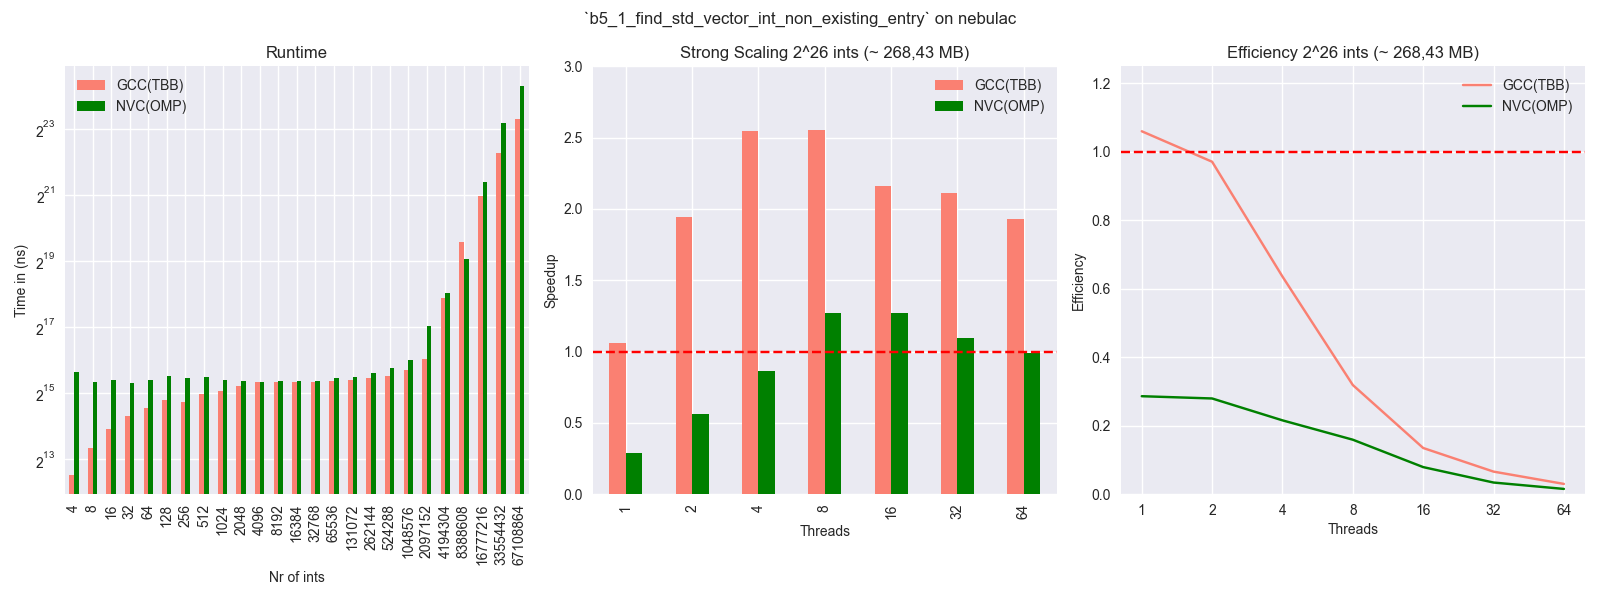 `b5_1_find_std_vector_int_non_existing_entry` on nebulac
Runtime
GCC(TBB)
NVC(OMP)
Time in (ns)
2^23
2^21
2^19
2^17
2^15
2^13
4 8 16 32 64 128 256 512 1024 2048 4096 8192 16384 32768 65536 131072 262144 524288 1048576 2097152 4194304 8388608 16777216 33554432 67108864
Nr of ints
Strong Scaling 2^26 ints (~ 268,43 MB)
GCC(TBB)
NVC(OMP)
Speedup
3.0
2.5
2.0
1.5
1.0
0.5
0.0
1 2 4 8 16 32 64
Threads
Efficiency 2^26 ints (~ 268,43 MB)
GCC(TBB)
NVC(OMP)
Efficiency
1.2
1.0
0.8
0.6
0.4
0.2
0.0
1 2 4 8 16 32 64
Threads